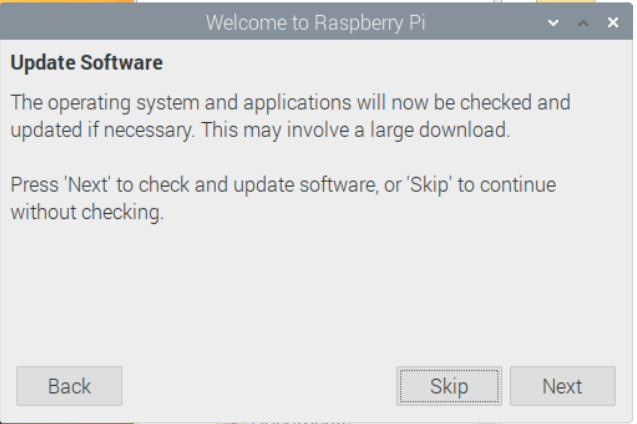 Welcome to Raspberry Pi
Update Software
The operating system and applications will now be checked and
updated if necessary. This may involve a large download.
Press 'Next' to check and update software, or 'Skip' to continue
without checking.
Back
Skip
Next